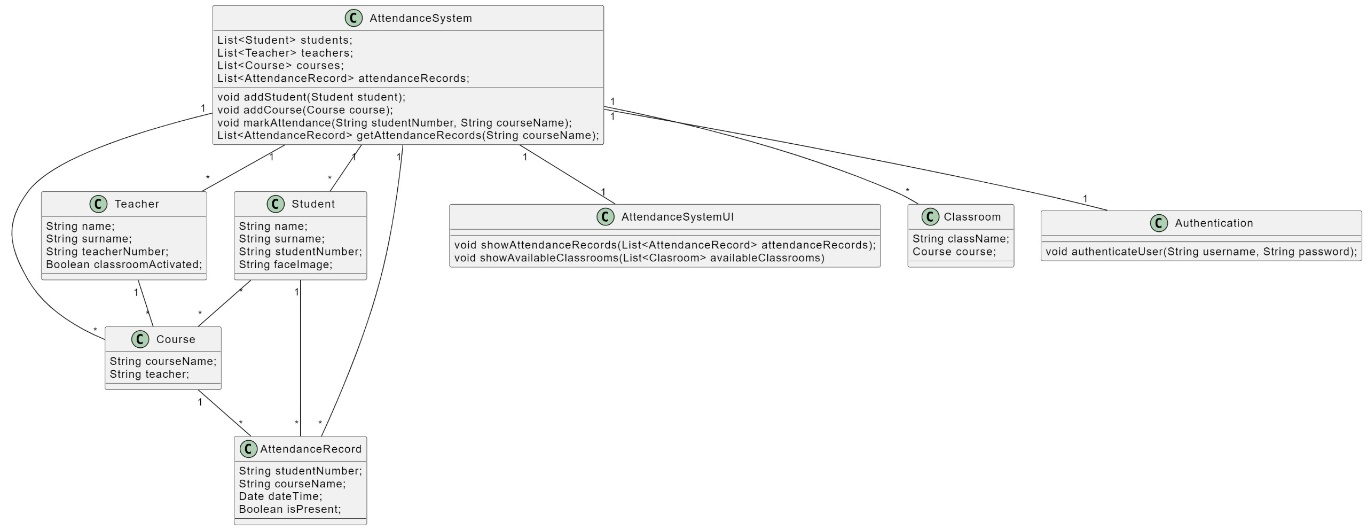 C AttendanceSystem
List<Student> students;
List<Teacher> teachers;
List<Course> courses;
List<AttendanceRecord> attendanceRecords;
void addStudent(Student student);
void addCourse(Course course);
void markAttendance(String studentNumber, String courseName);
List<AttendanceRecord> getAttendanceRecords(String courseName);
1
1
1
1
1
1
1
*
*
1
*
1
C Teacher
String name;
String surname;
String teacherNumber;
Boolean classroomActivated;
C Student
String name;
String surname;
String studentNumber;
String faceImage;
C AttendanceSystemUI
void showAttendanceRecords(List<AttendanceRecord> attendanceRecords);
void showAvailableClassrooms(List<Clasroom> availableClassrooms)
C Classroom
String className;
Course course;
C Authentication
void authenticateUser(String username, String password);
1
*
1
*
*
*
C Course
String courseName;
String teacher;
1
*
*
*
C AttendanceRecord
String studentNumber;
String courseName;
Date dateTime;
Boolean isPresent;